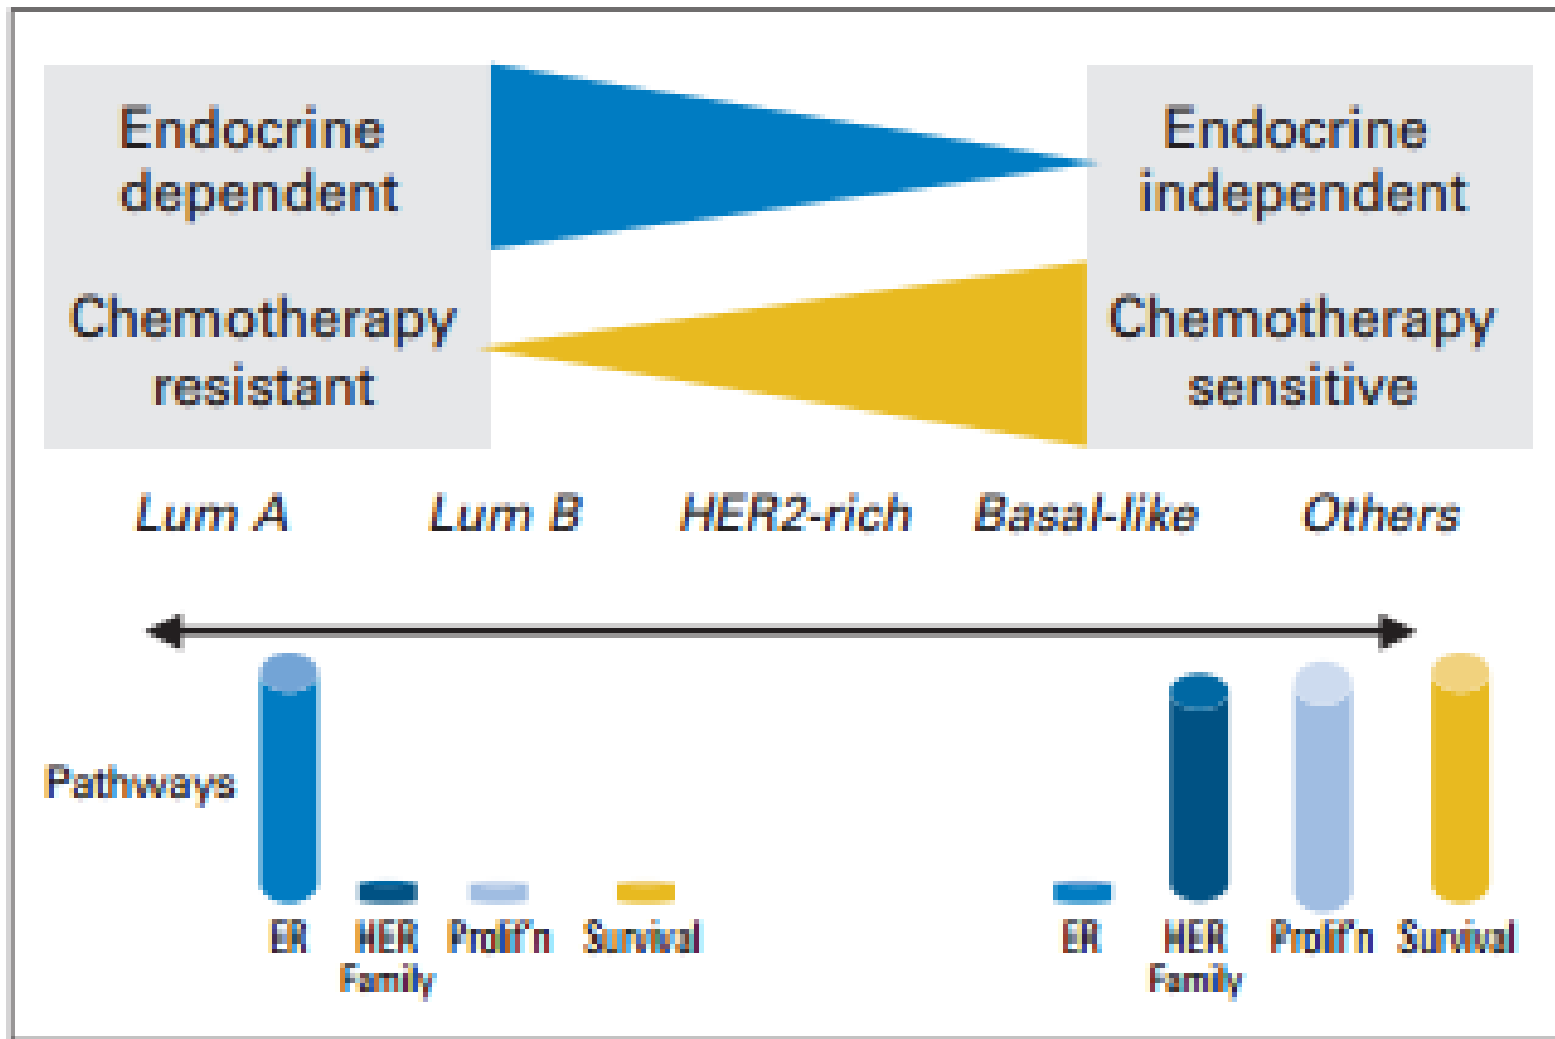 Endocrine
dependent
Endocrine
independent
Chemotherapy
resistant
Chemotherapy
sensitive
Lum A Lum B HER2-rich Basal-like Others
Pathways
ER HER Prolif'n Survival ER HER Prolif'n Survival
Family Family